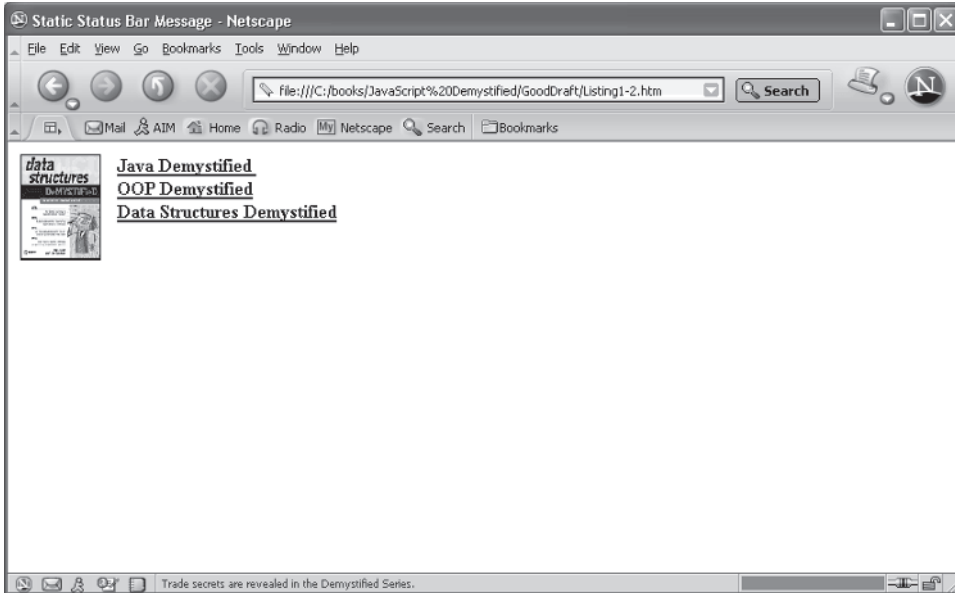 Static Status Bar Message - Netscape
File Edit View Go Bookmarks Tools Window Help
file:///C:/books/JavaScript%20Demystified/GoodDraft/Listing1-2.htm Search
Mail AIM Home Radio My Netscape Search Bookmarks
data
structures
DeMYSTiFieD
Java Demystified
OOP Demystified
Data Structures Demystified
Trade secrets are revealed in the Demystified Series.